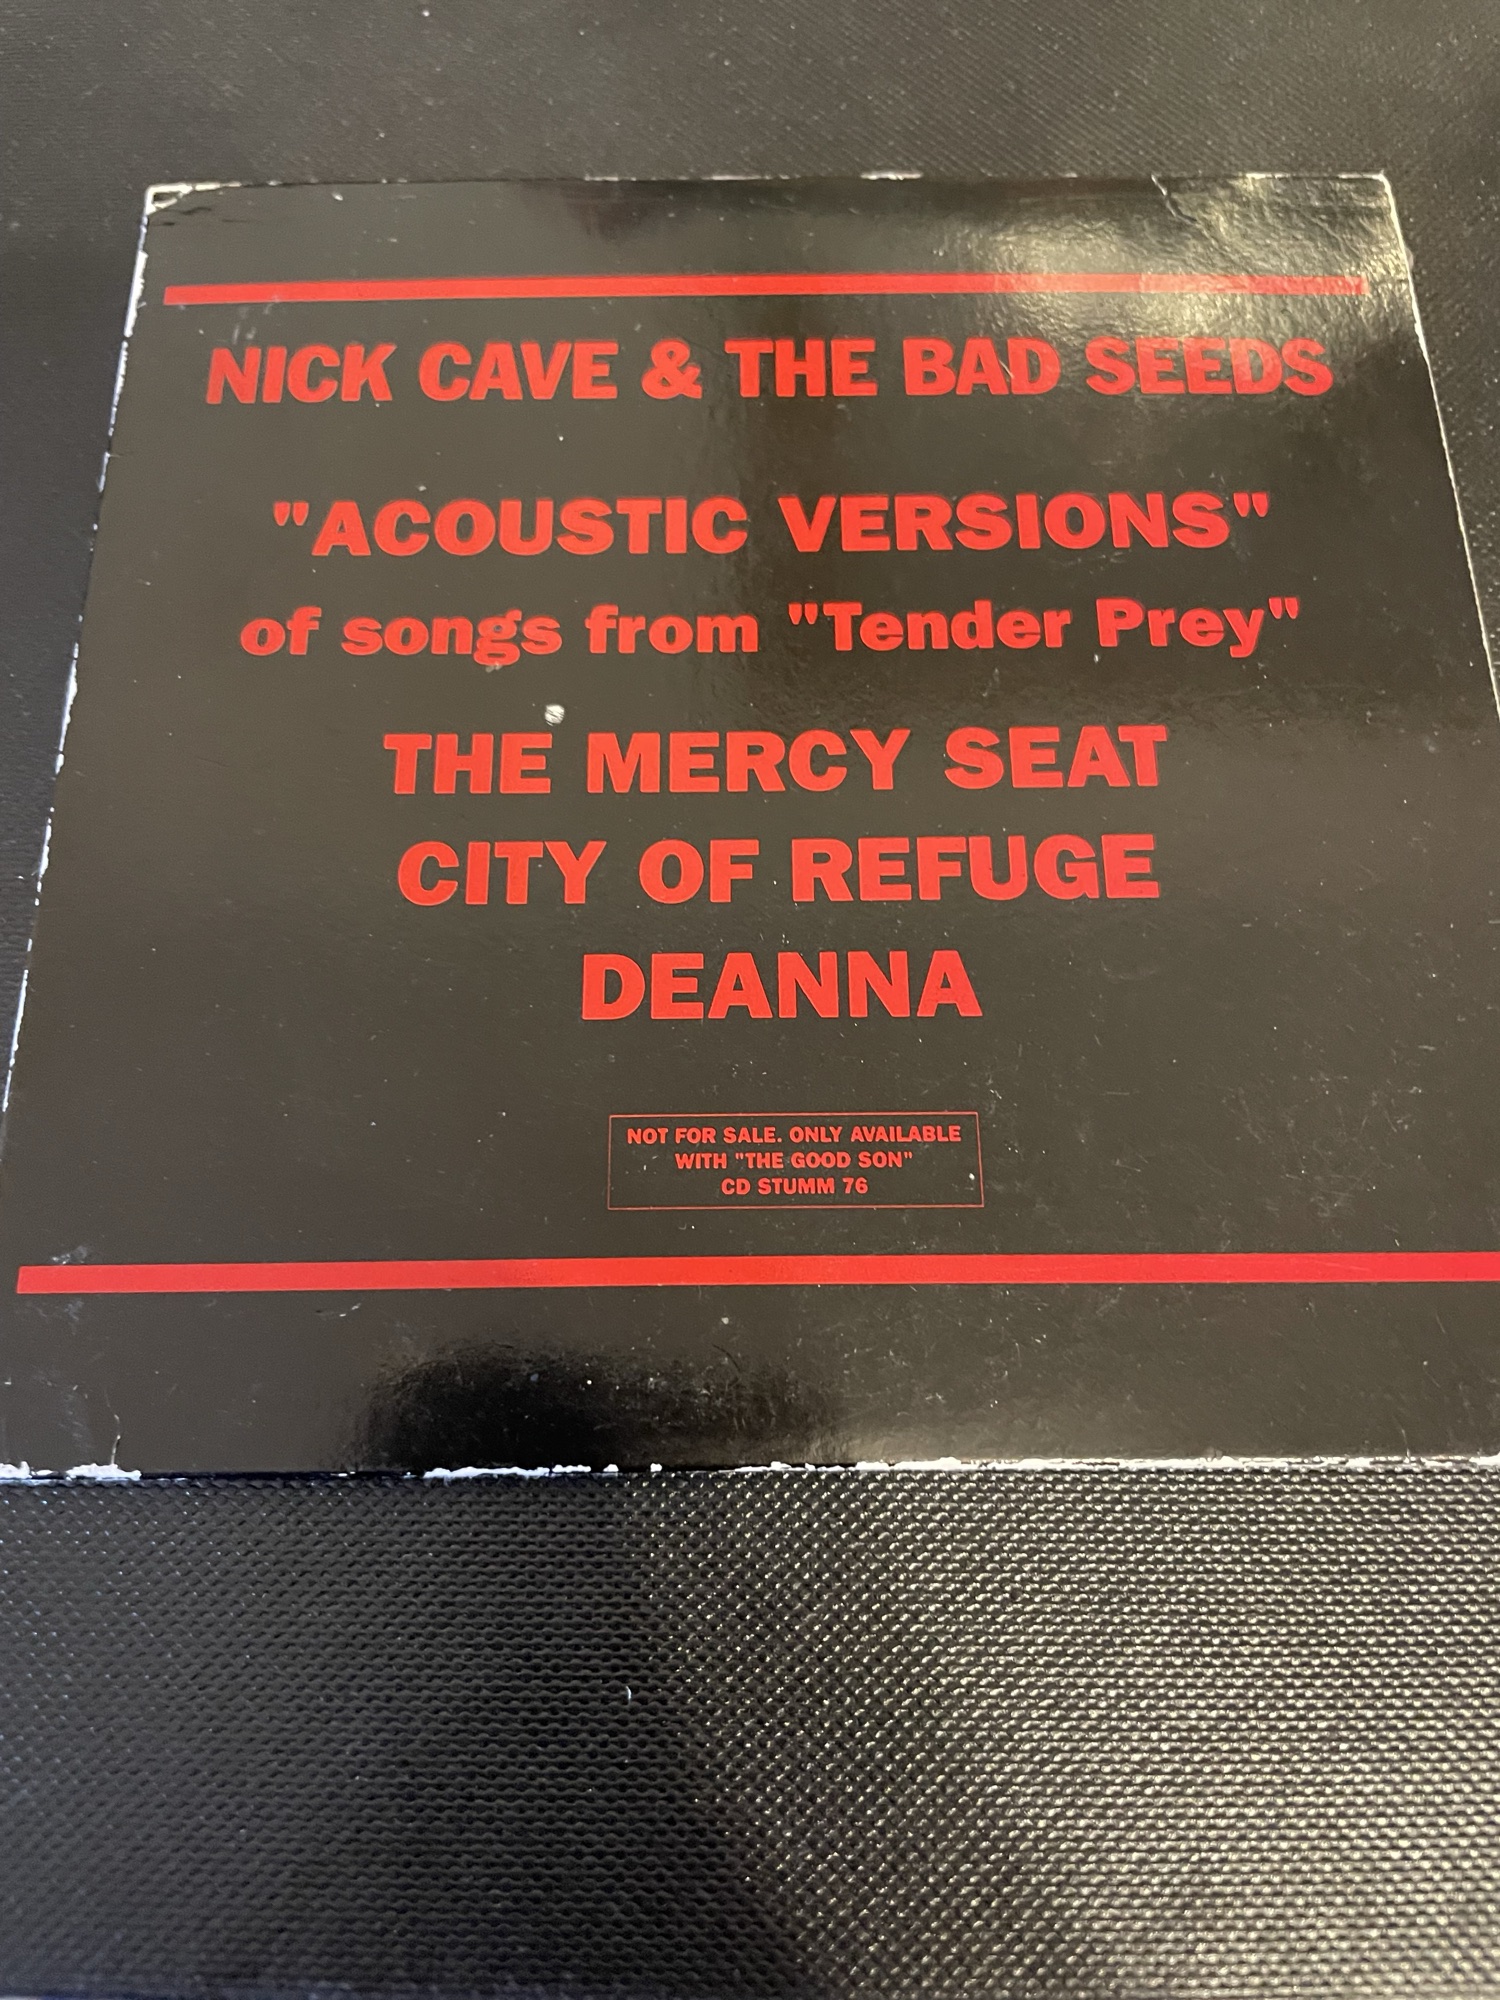 NICK CAVE & THE BAD SEEDS
"ACOUSTIC VERSIONS"
of songs from "Tender Prey"
THE MERCY SEAT
CITY OF REFUGE
DEANNA
NOT FOR SALE. ONLY AVAILABLE
WITH "THE GOOD SON"
CD STUMM 76